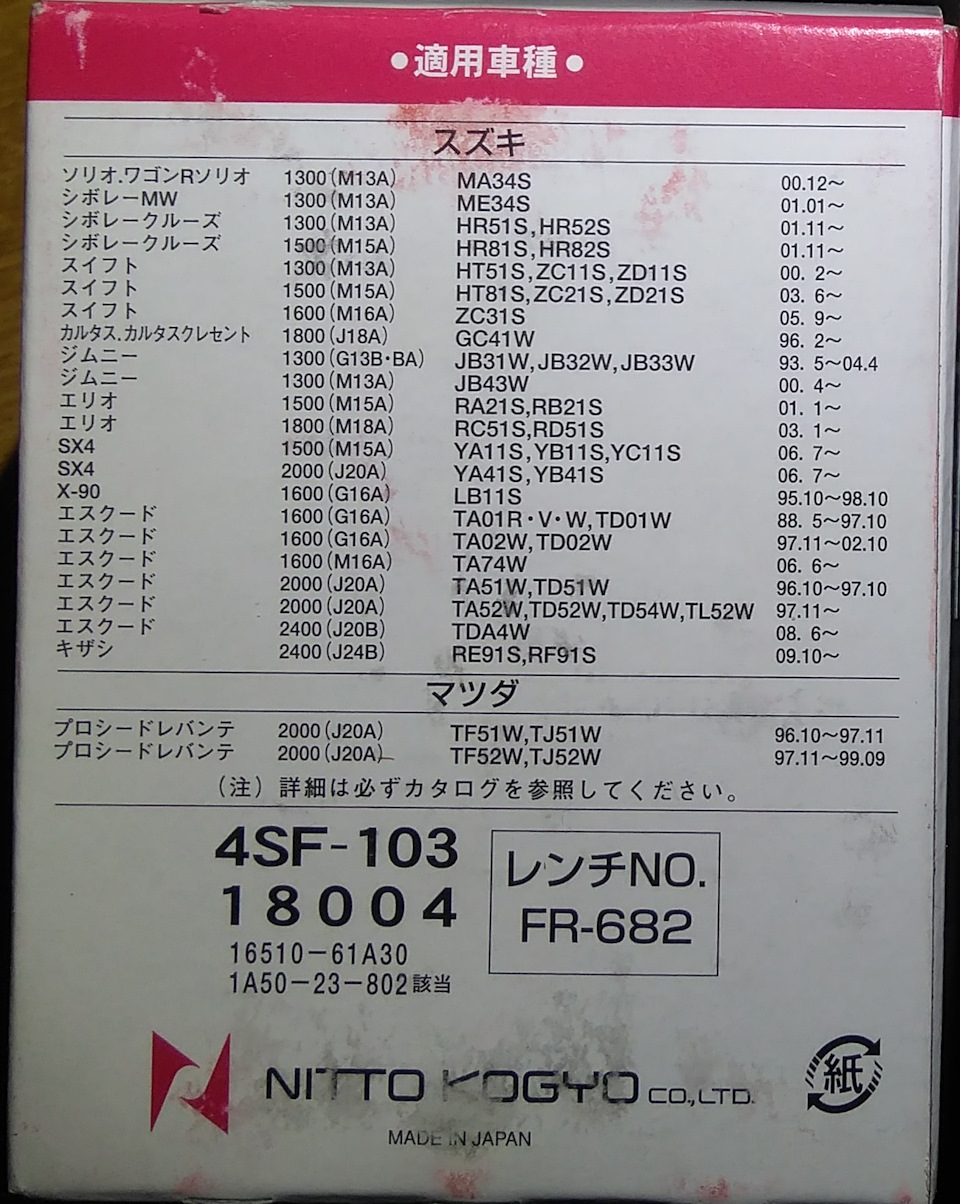 •適用車種•
スズキ
ソリオ.ワゴンRソリオ 1300(M13A) MA34S 00.12〜
シボレーMW 1300(M13A) ME34S 01.01〜
シボレークルーズ 1300(M13A) HR51S,HR52S 01.11〜
シボレークルーズ 1500(M15A) HR81S,HR82S 01.11〜
スイフト 1300(M13A) HT51S,ZC11S,ZD11S 00. 2〜
スイフト 1500(M15A) HT81S,ZC21S,ZD21S 03. 6〜
スイフト 1600(M16A) ZC31S 05. 9〜
カルタス.カルタスクレセント 1800(J18A) GC41W 96. 2〜
ジムニー 1300(G13B・BA) JB31W,JB32W,JB33W 93. 5〜04.4
ジムニー 1300(M13A) JB43W 00. 4〜
エリオ 1500(M15A) RA21S,RB21S 01. 1〜
エリオ 1800(M18A) RC51S,RD51S 03. 1〜
SX4 1500(M15A) YA11S,YB11S,YC11S 06. 7〜
SX4 2000(J20A) YA41S,YB41S 06. 7〜
X-90 1600(G16A) LB11S 95.10〜98.10
エスクード 1600(G16A) TA01R・V・W,TD01W 88. 5〜97.10
エスクード 1600(G16A) TA02W,TD02W 97.11〜02.10
エスクード 1600(M16A) TA74W 06. 6〜
エスクード 2000(J20A) TA51W,TD51W 96.10〜97.10
エスクード 2000(J20A) TA52W,TD52W,TD54W,TL52W 97.11〜
エスクード 2400(J20B) TDA4W 08. 6〜
キザシ 2400(J24B) RE91S,RF91S 09.10〜
マツダ
プロシードレバンテ 2000(J20A) TF51W,TJ51W 96.10〜97.11
プロシードレバンテ 2000(J20A) TF52W,TJ52W 97.11〜99.09
(注)詳細は必ずカタログを参照してください。
4SF-103
18004
16510-61A30
1A50-23-802該当
レンチNO.
FR-682
NITTO KOGYO CO.,LTD.
紙
MADE IN JAPAN